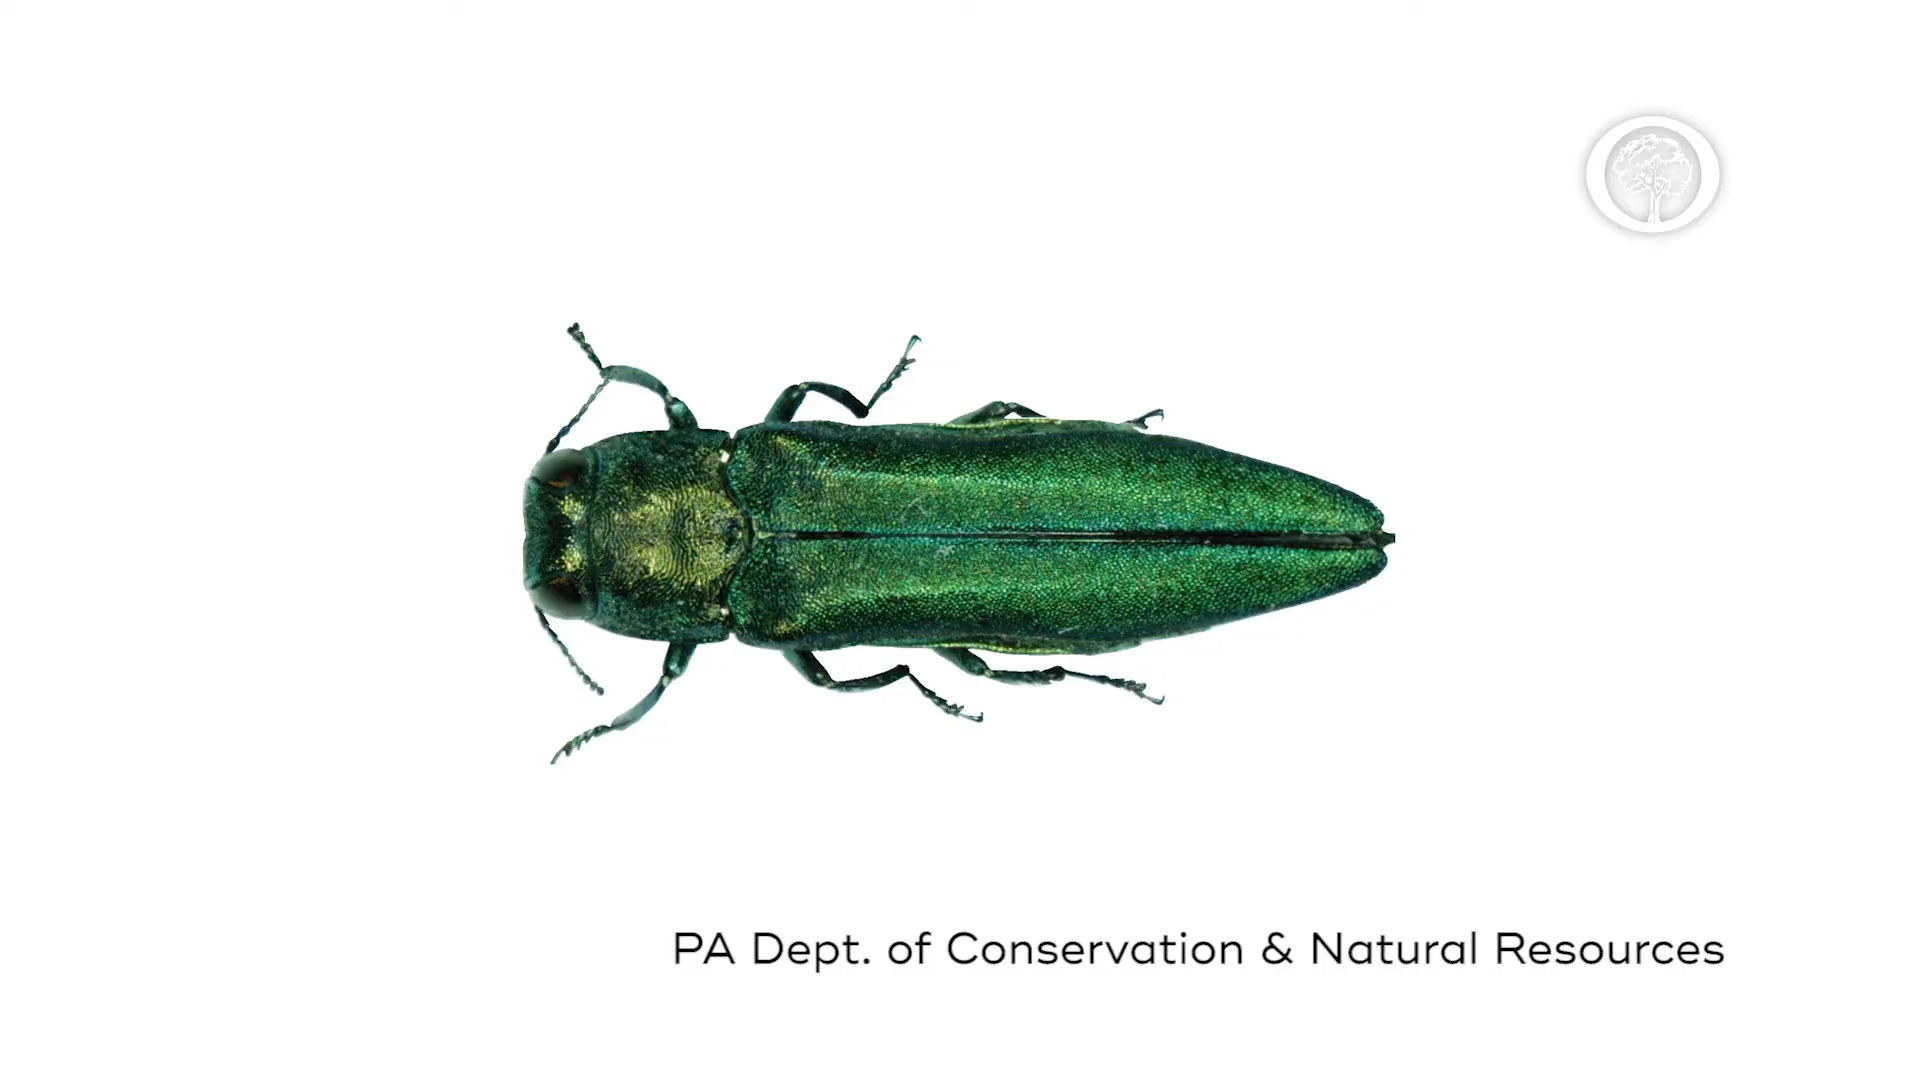 PA Dept. of Conservation & Natural Resources